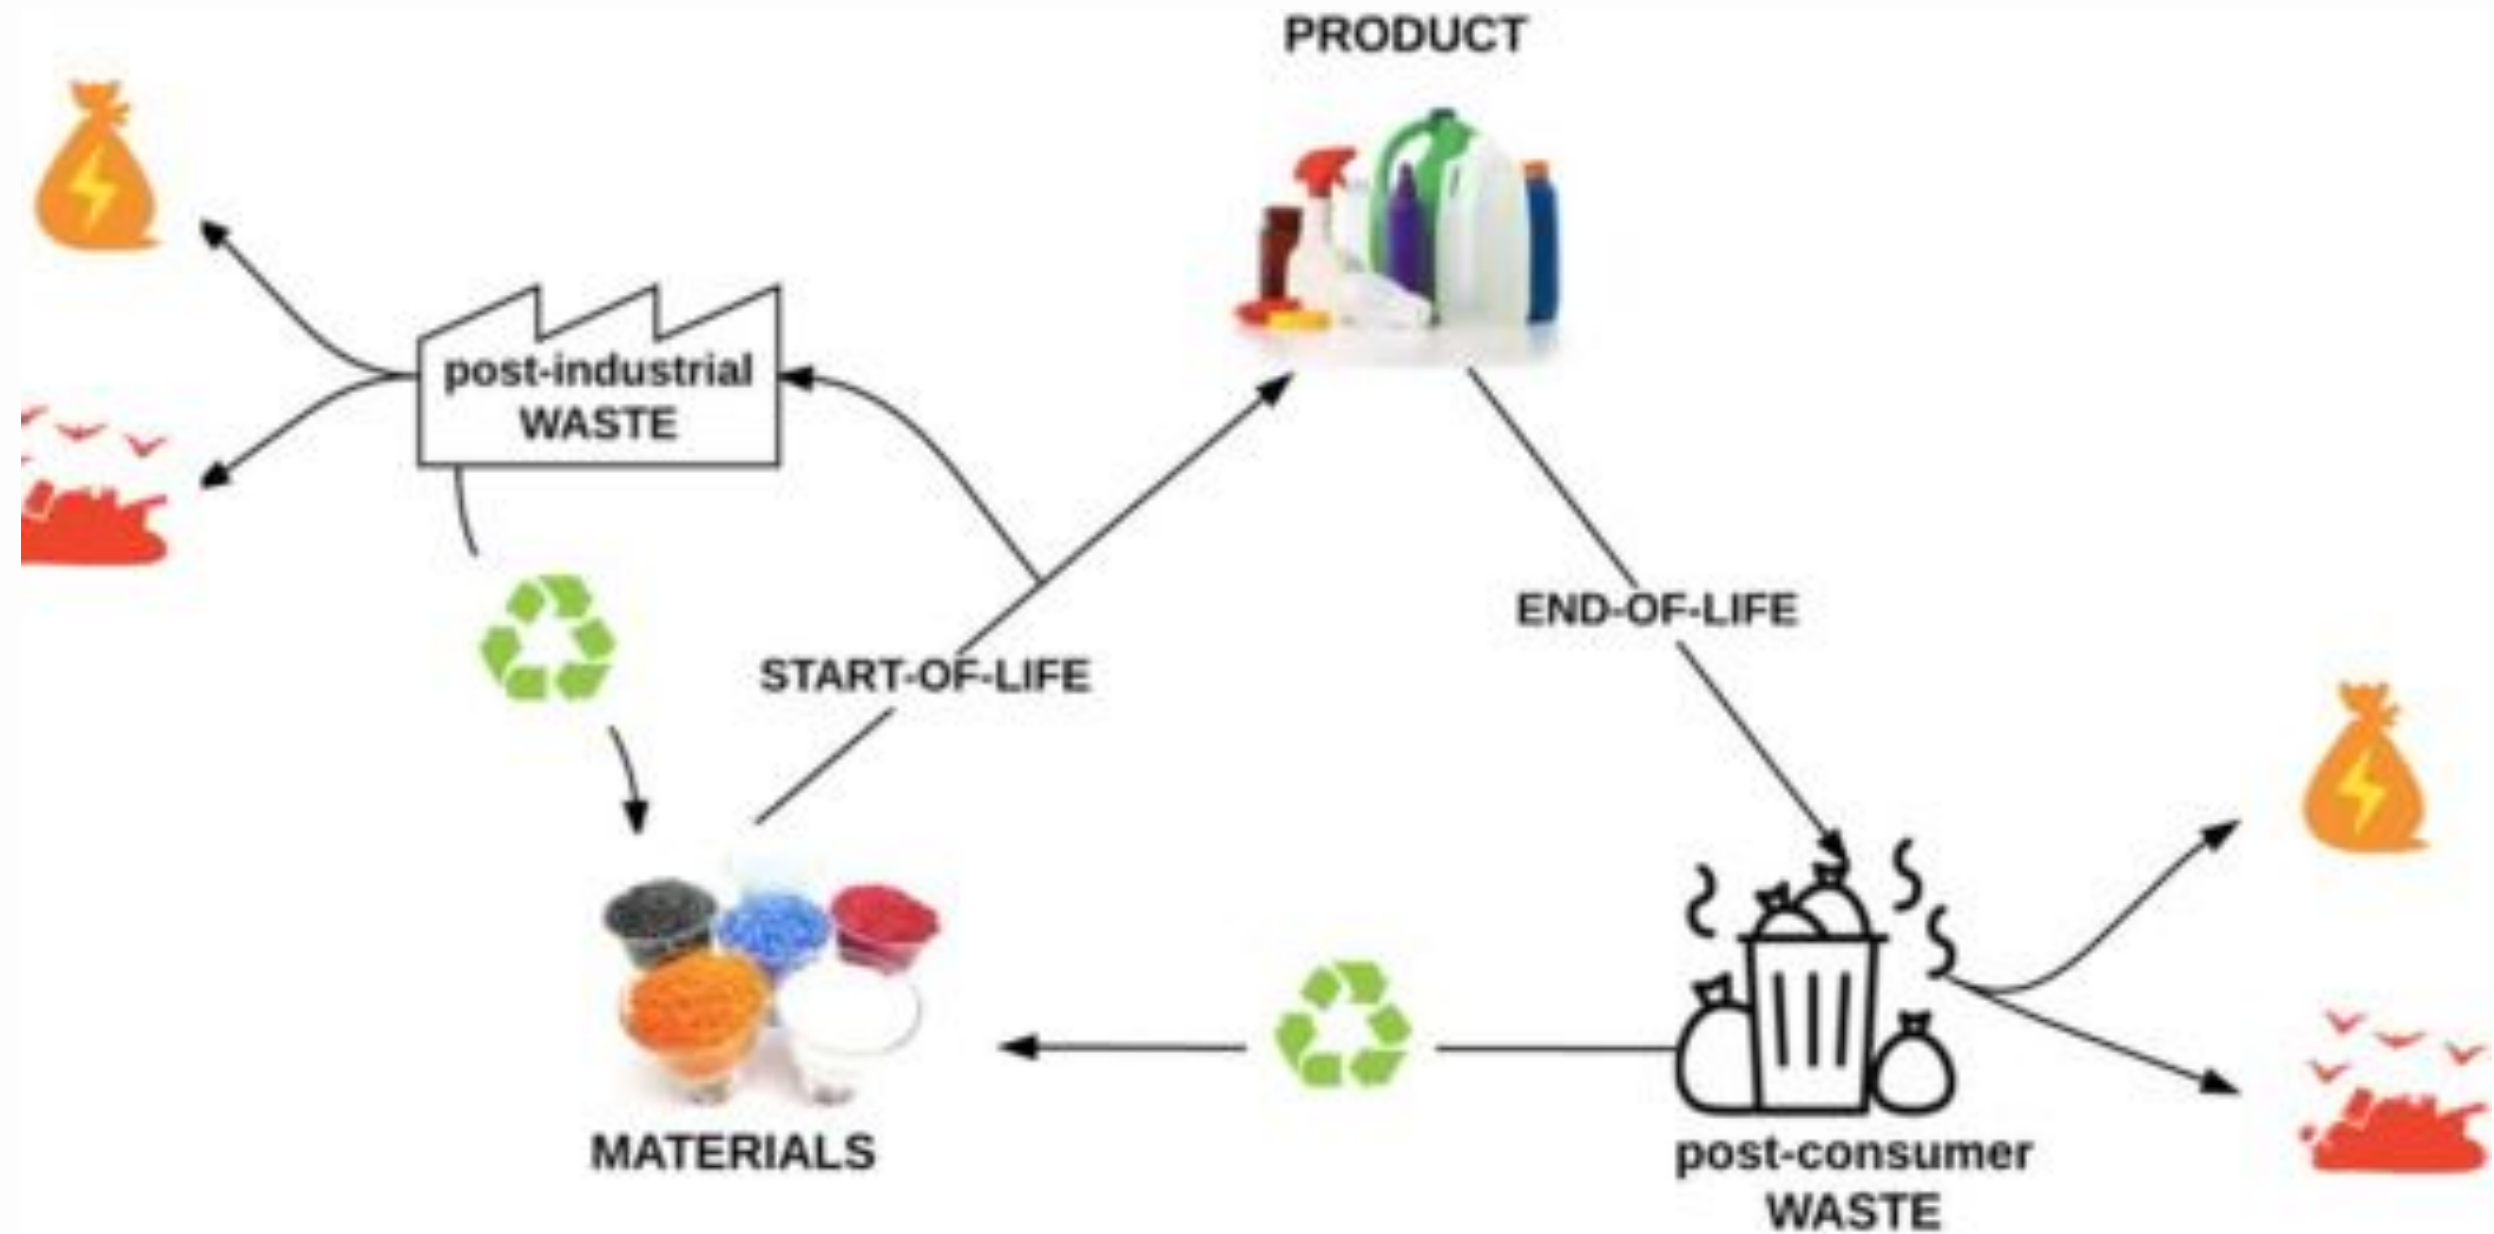 PRODUCT
post-industrial
WASTE
END-OF-LIFE
START-OF-LIFE
MATERIALS
post-consumer
WASTE